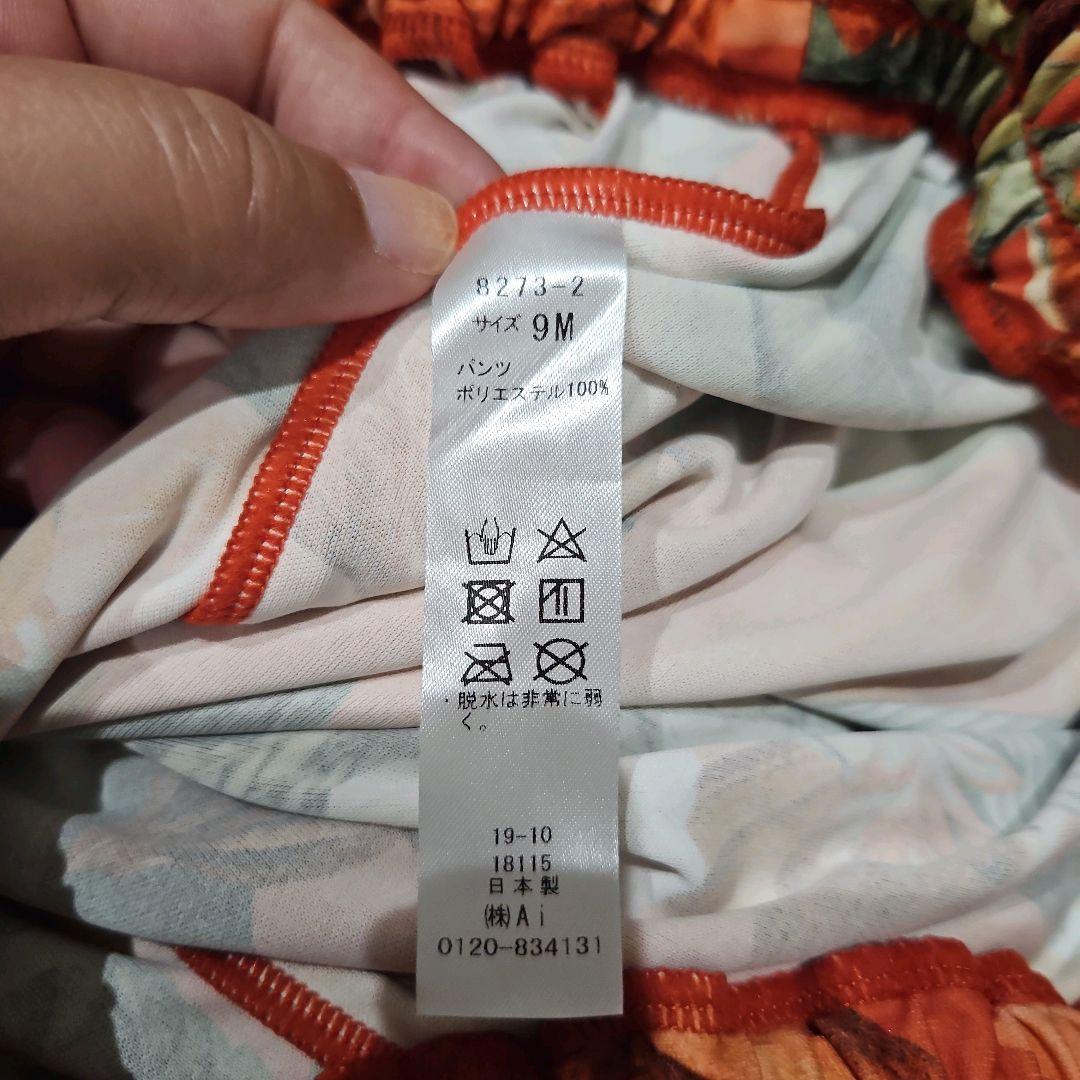 8273-2
サイズ 9M
パンツ
ポリエステル100%
・脱水は非常に弱
く。
19-10
18115
日本製
㈱Ai
0120-834131